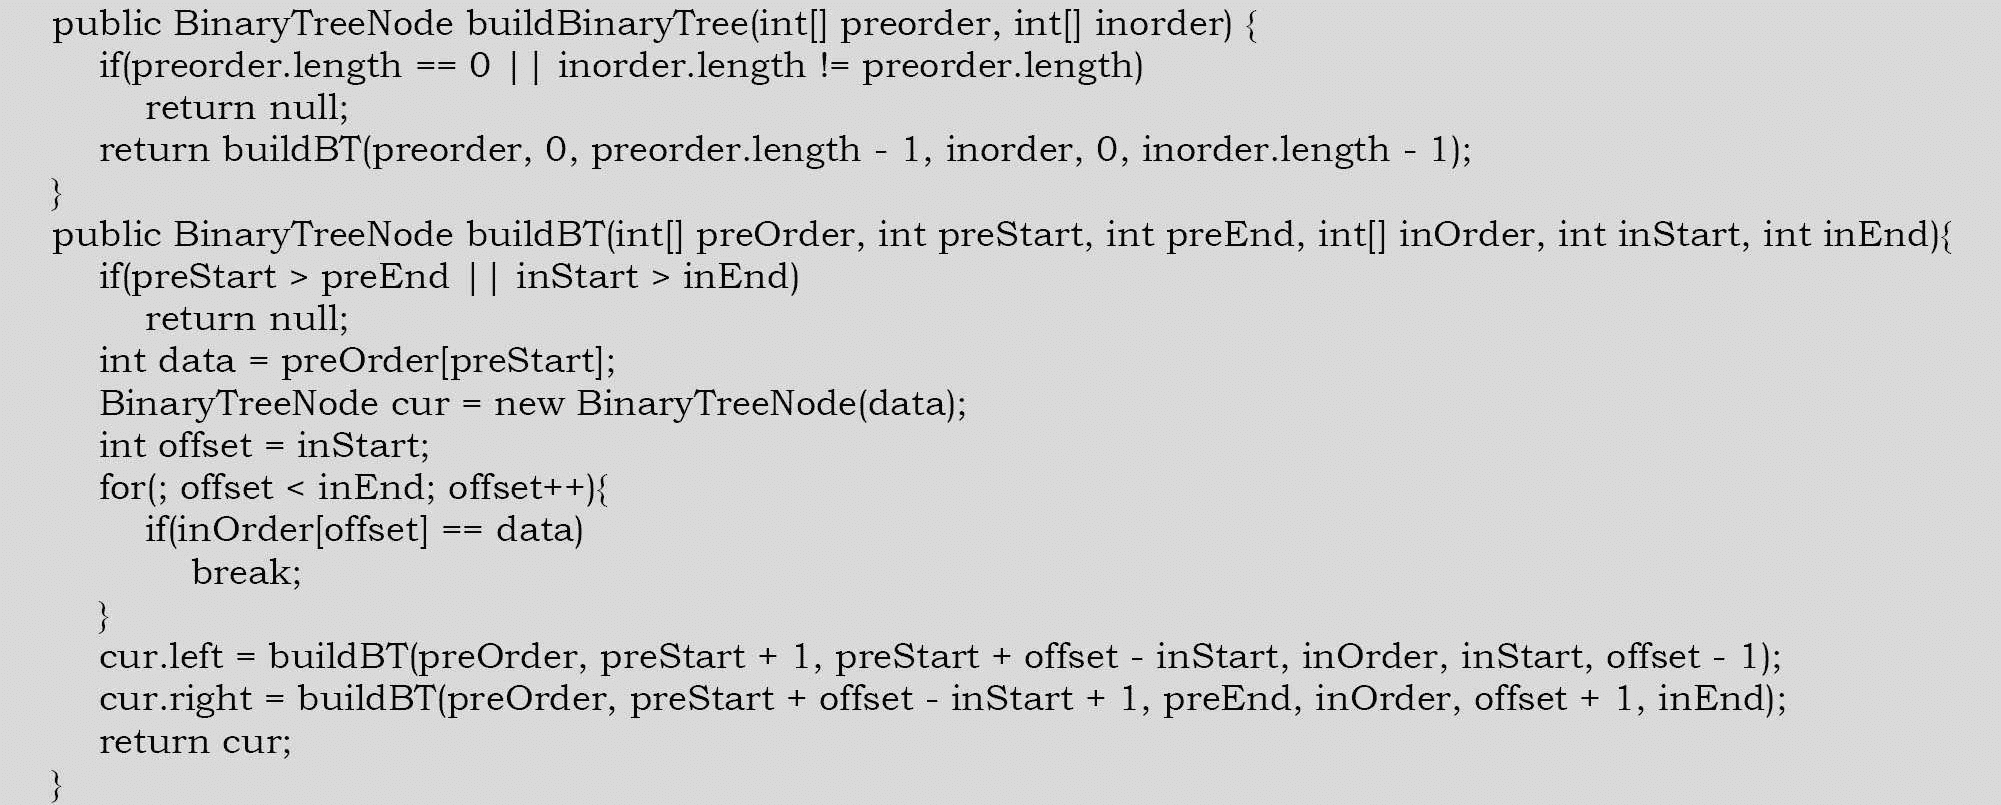 public BinaryTreeNode buildBinaryTree(int[] preorder, int[] inorder) {
if(preorder.length == 0 || inorder.length != preorder.length)
return null;
return buildBT(preorder, 0, preorder.length - 1, inorder, 0, inorder.length - 1);
}
public BinaryTreeNode buildBT(int[] preOrder, int preStart, int preEnd, int[] inOrder, int inStart, int inEnd){
if(preStart > preEnd || inStart > inEnd)
return null;
int data = preOrder[preStart];
BinaryTreeNode cur = new BinaryTreeNode(data);
int offset = inStart;
for(; offset < inEnd; offset++){
if(inOrder[offset] == data)
break;
}
cur.left = buildBT(preOrder, preStart + 1, preStart + offset - inStart, inOrder, inStart, offset - 1);
cur.right = buildBT(preOrder, preStart + offset - inStart + 1, preEnd, inOrder, offset + 1, inEnd);
return cur;
}